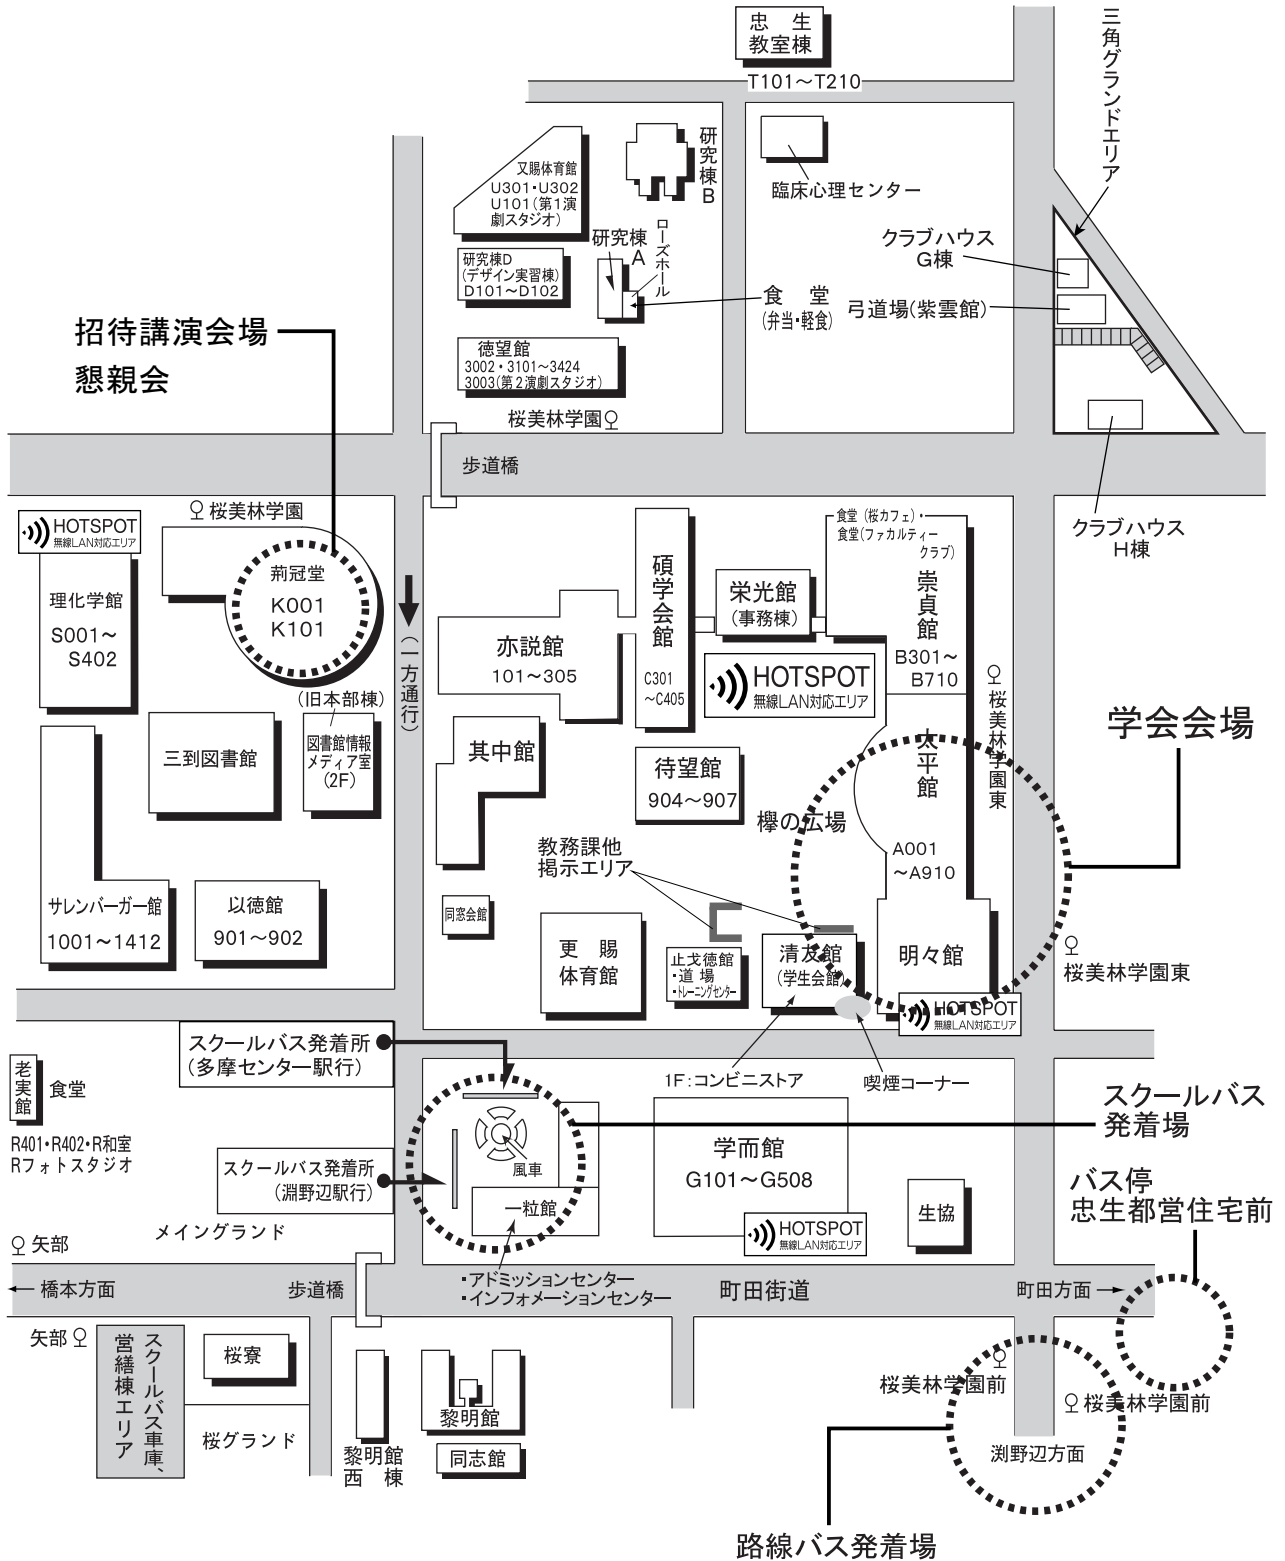 忠　生
教室棟
T101～T210
三角グランドエリア
又賜体育館
U301・U302
U101(第1演
劇スタジオ)
研究棟B
臨床心理センター
研究棟
A
ローズホール
研究棟D
(デザイン実習棟)
D101～D102
食　堂
(弁当・軽食)
クラブハウス
G棟
弓道場(紫雲館)
招待講演会場
懇親会
徳望館
3002・3101～3424
3003(第2演劇スタジオ)
桜美林学園
歩道橋
クラブハウス
H棟
桜美林学園
HOTSPOT
無線LAN対応エリア
理化学館
S001～
S402
荊冠堂
K001
K101
(一方通行)
亦説館
101～305
碩学会館
C301
～C405
栄光館
(事務棟)
食堂(桜カフェ)・
食堂(ファカルティー
クラブ)
崇貞館
B301～
B710
HOTSPOT
無線LAN対応エリア
桜美林学園東
学会会場
(旧本部棟)
図書館情報
メディア室
(2F)
三到図書館
其中館
待望館
904～907
太平館
欅の広場
A001
～A910
教務課他
掲示エリア
サレンバーガー館
1001～1412
以徳館
901～902
同窓会館
更　賜
体育館
止戈徳館
・道場
・トレーニングセンター
清友館
(学生会館)
明々館
桜美林学園東
HOTSPOT
無線LAN対応エリア
スクールバス発着所
(多摩センター駅行)
1F：コンビニストア
喫煙コーナー
老実館
食堂
R401・R402・R和室
Rフォトスタジオ
スクールバス
発着場
風車
スクールバス発着所
(淵野辺駅行)
一粒館
学而館
G101～G508
HOTSPOT
無線LAN対応エリア
生協
バス停
忠生都営住宅前
メイングランド
矢部
←橋本方面
歩道橋
・アドミッションセンター
・インフォメーションセンター
町田街道
町田方面→
矢部
スクールバス車庫、
営繕棟エリア
桜寮
桜グランド
黎明館
西　棟
黎明館
同志館
桜美林学園前
桜美林学園前
渕野辺方面
路線バス発着場